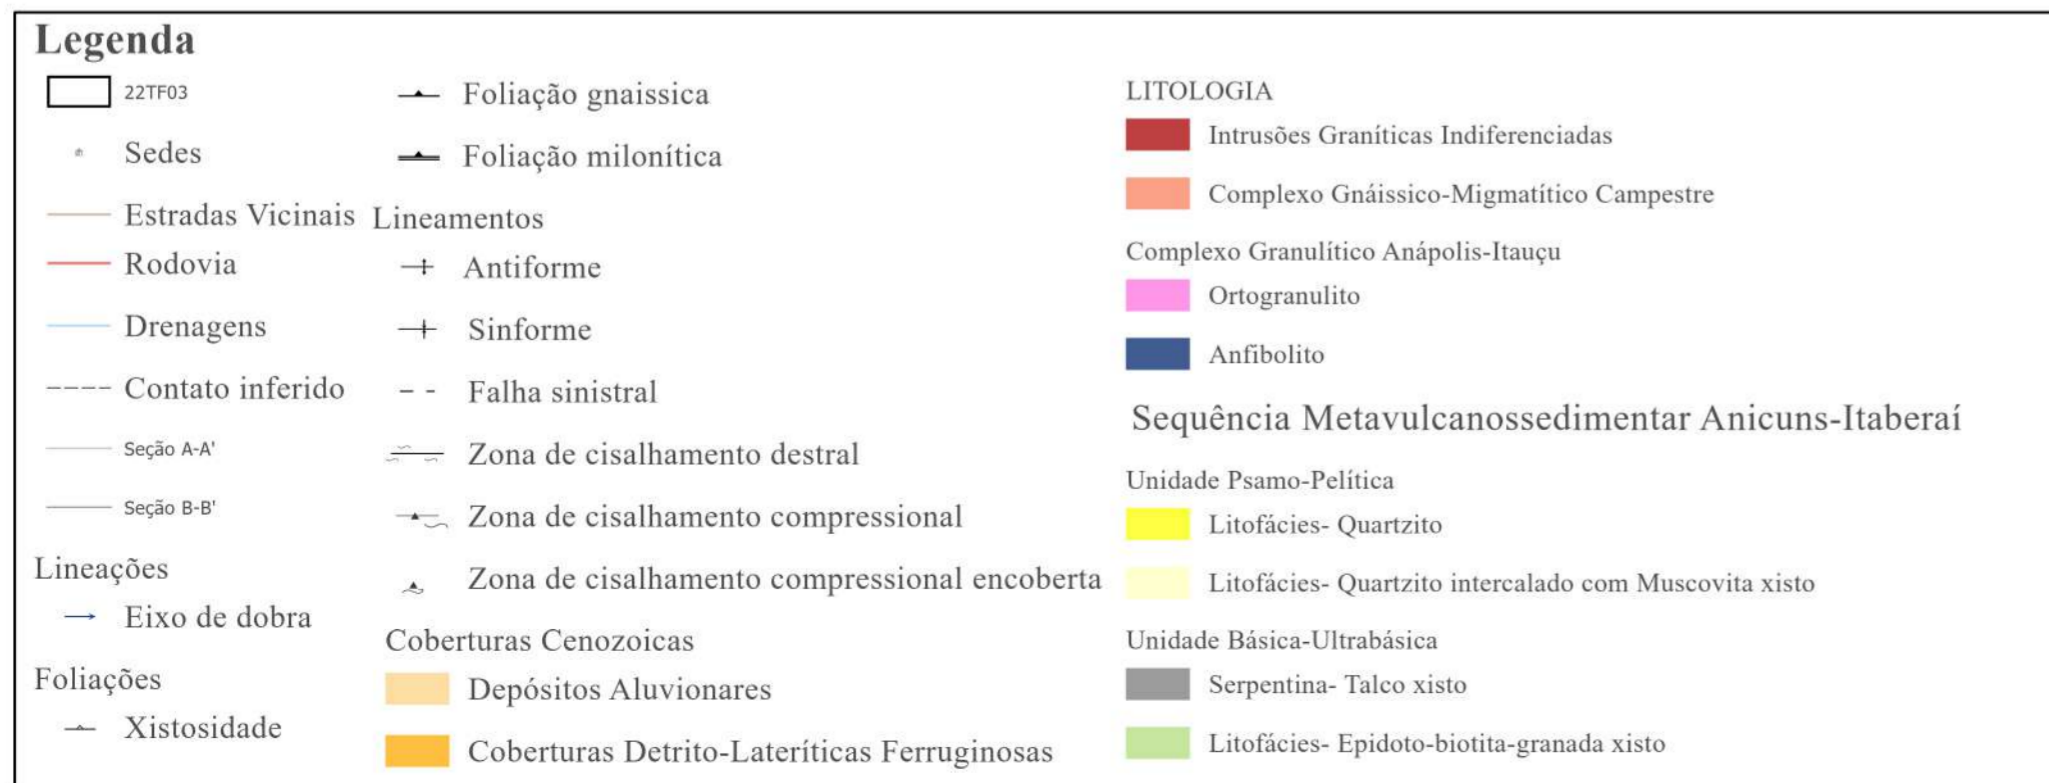 Legenda
22TF03
Sedes
Estradas Vicinais
Rodovia
Drenagens
Contato inferido
Seção A-A'
Seção B-B'
Lineações
Eixo de dobra
Foliações
Xistosidade
Foliação gnaissica
Foliação milonítica
Lineamentos
Antiforme
Sinforme
Falha sinistral
Zona de cisalhamento destral
Zona de cisalhamento compressional
Zona de cisalhamento compressional encoberta
Coberturas Cenozoicas
Depósitos Aluvionares
Coberturas Detrito-Lateríticas Ferruginosas
LITOLOGIA
Intrusões Graníticas Indiferenciadas
Complexo Gnáissico-Migmatítico Campestre
Complexo Granulítico Anápolis-Itauçu
Ortogranulito
Anfibolito
Sequência Metavulcanossedimentar Anicuns-Itaberaí
Unidade Psamo-Pelítica
Litofácies- Quartzito
Litofácies- Quartzito intercalado com Muscovita xisto
Unidade Básica-Ultrabásica
Serpentina- Talco xisto
Litofácies- Epidoto-biotita-granada xisto